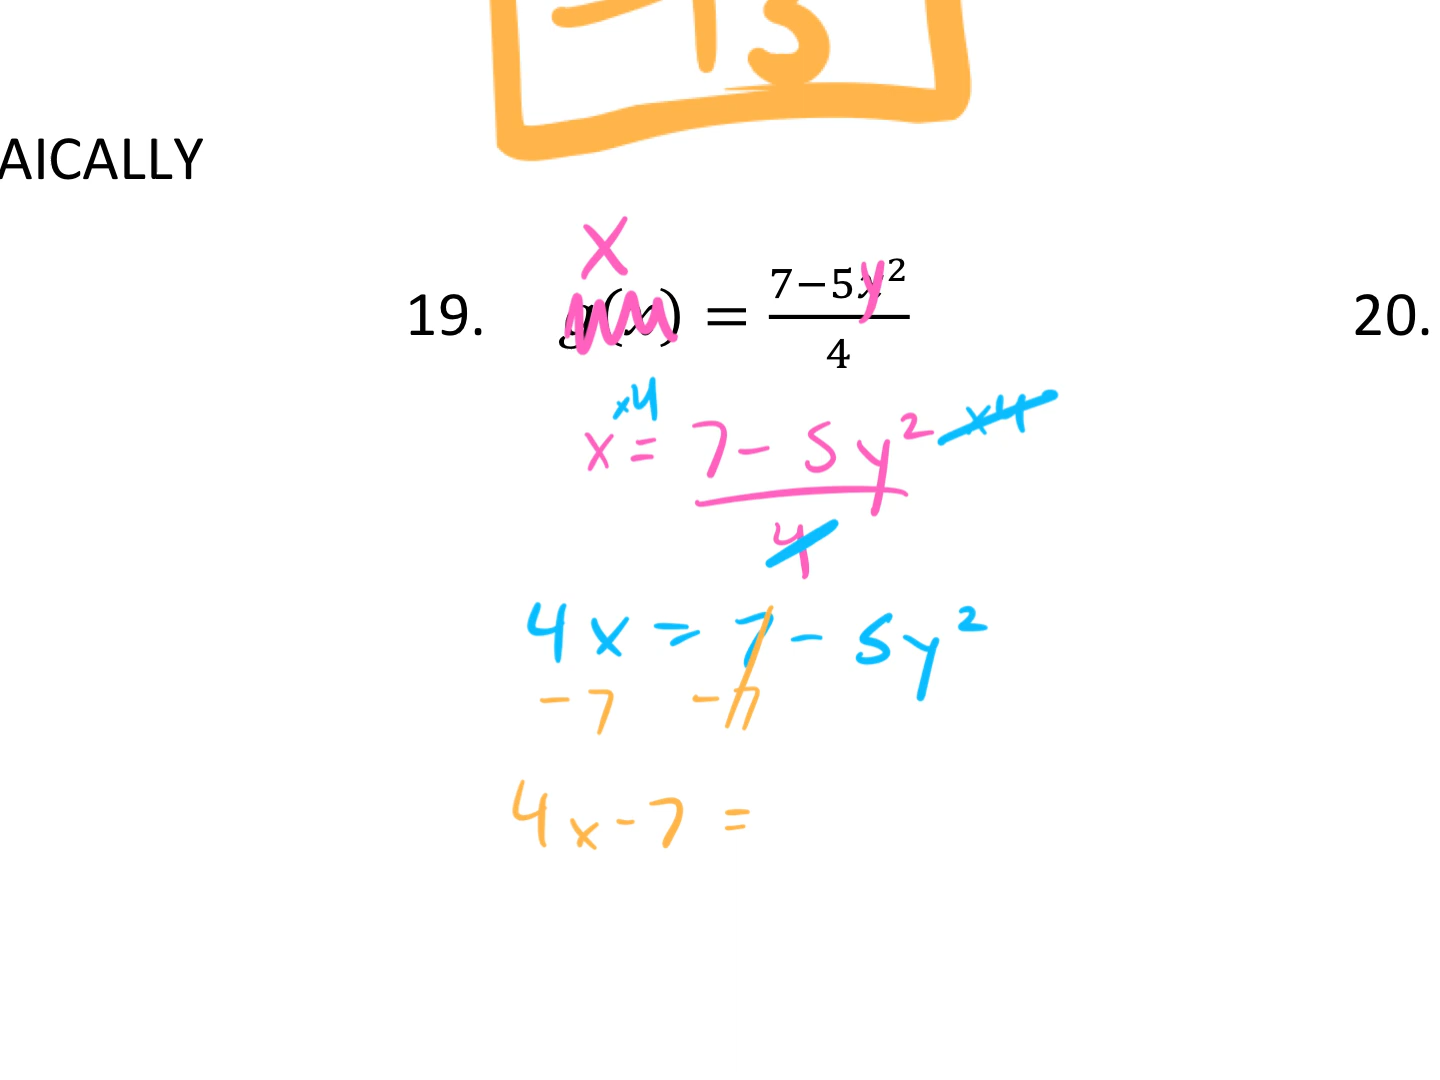 -13
AICALLY
x
19. g(x) = 7-5y² / 4
20.
x4
x = 7 - 5y² x4
4
4x = 7 - 5y²
-7 -7
4x - 7 =